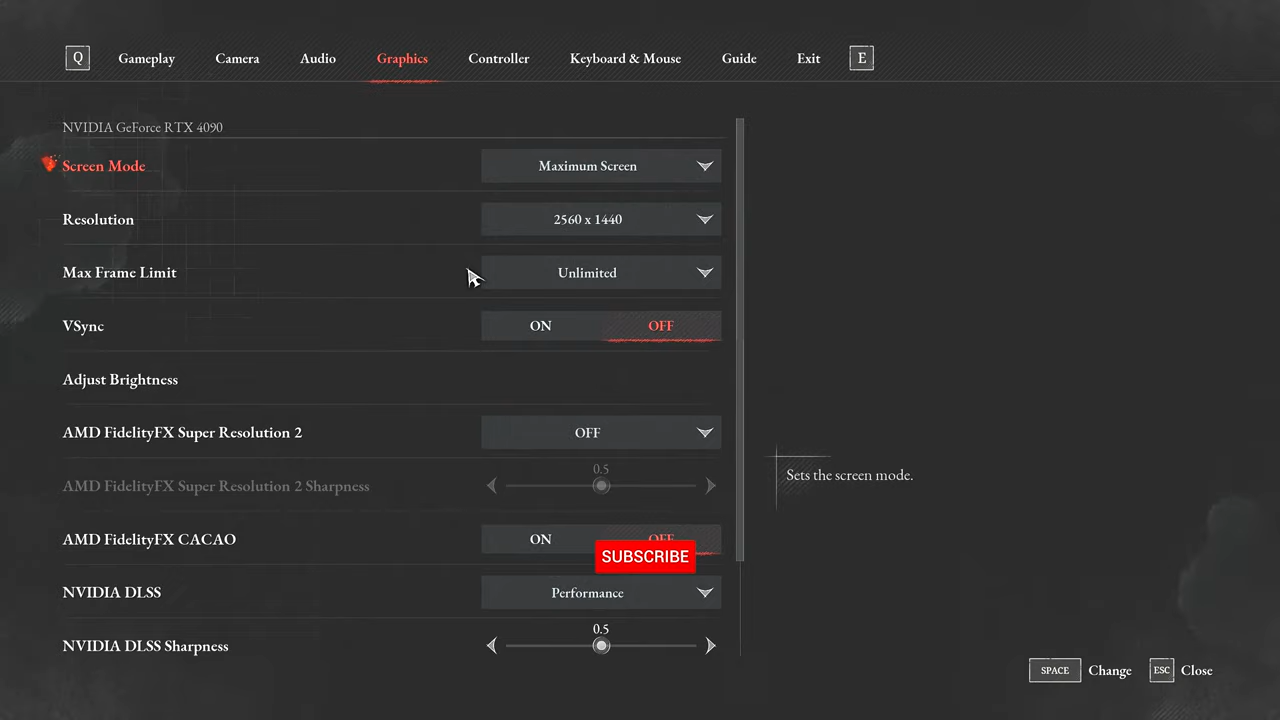 Q Gameplay Camera Audio Graphics Controller Keyboard & Mouse Guide Exit E
NVIDIA GeForce RTX 4090
Screen Mode Maximum Screen
Resolution 2560 x 1440
Max Frame Limit Unlimited
VSync ON OFF
Adjust Brightness
AMD FidelityFX Super Resolution 2 OFF
0.5
AMD FidelityFX Super Resolution 2 Sharpness
Sets the screen mode.
AMD FidelityFX CACAO ON OFF
SUBSCRIBE
NVIDIA DLSS Performance
0.5
NVIDIA DLSS Sharpness
SPACE Change ESC Close